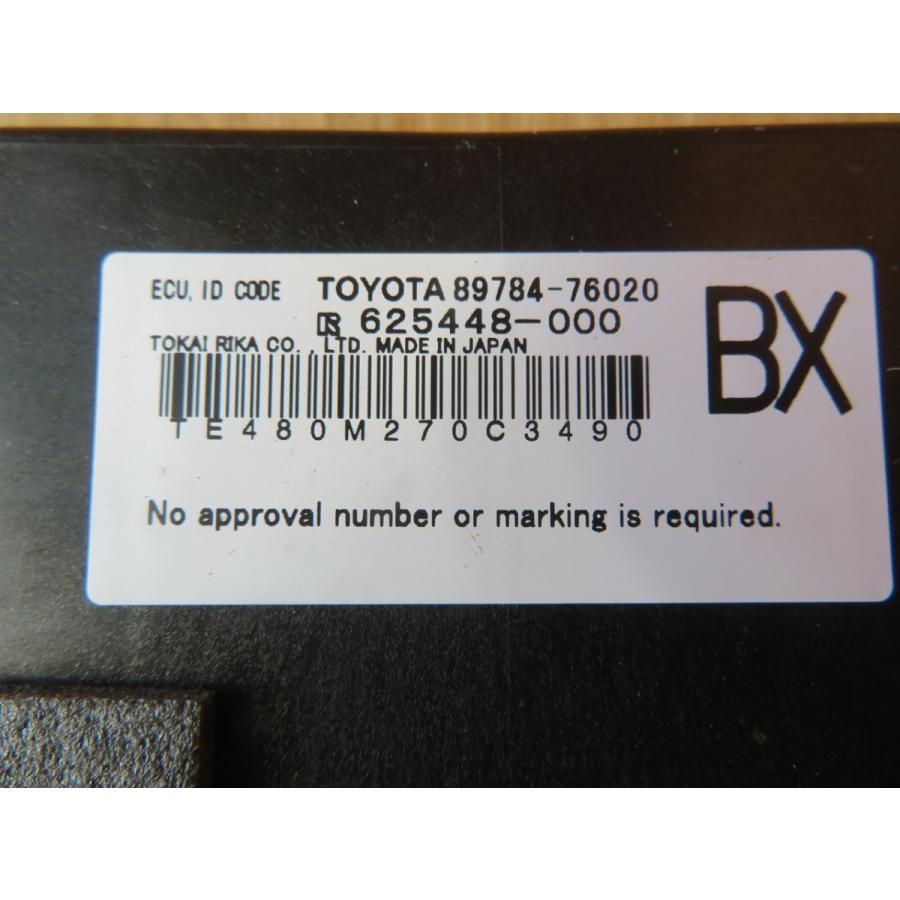 ECU, ID CODE TOYOTA 89784-76020
625448-000
BX
TOKAI RIKA CO., LTD. MADE IN JAPAN
TE480M270C3490
No approval number or marking is required.